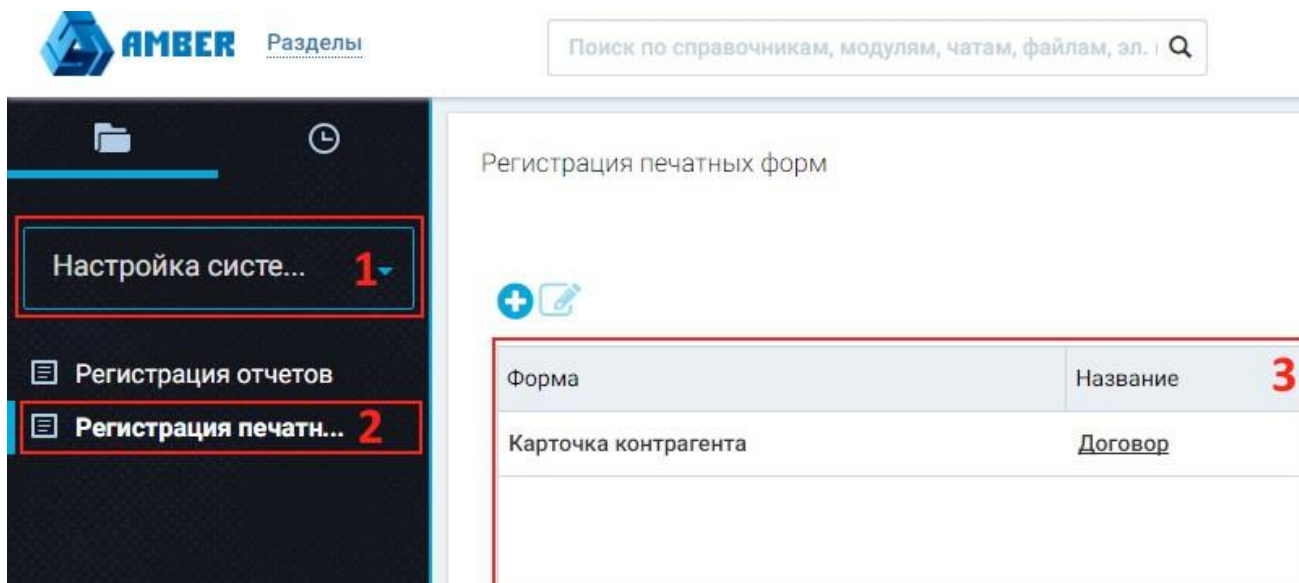 AMBER Разделы Поиск по справочникам, модулям, чатам, файлам, эл.
Регистрация печатных форм
Настройка систе... 1
Форма Название 3
Регистрация отчетов
Регистрация печатн... 2
Карточка контрагента Договор